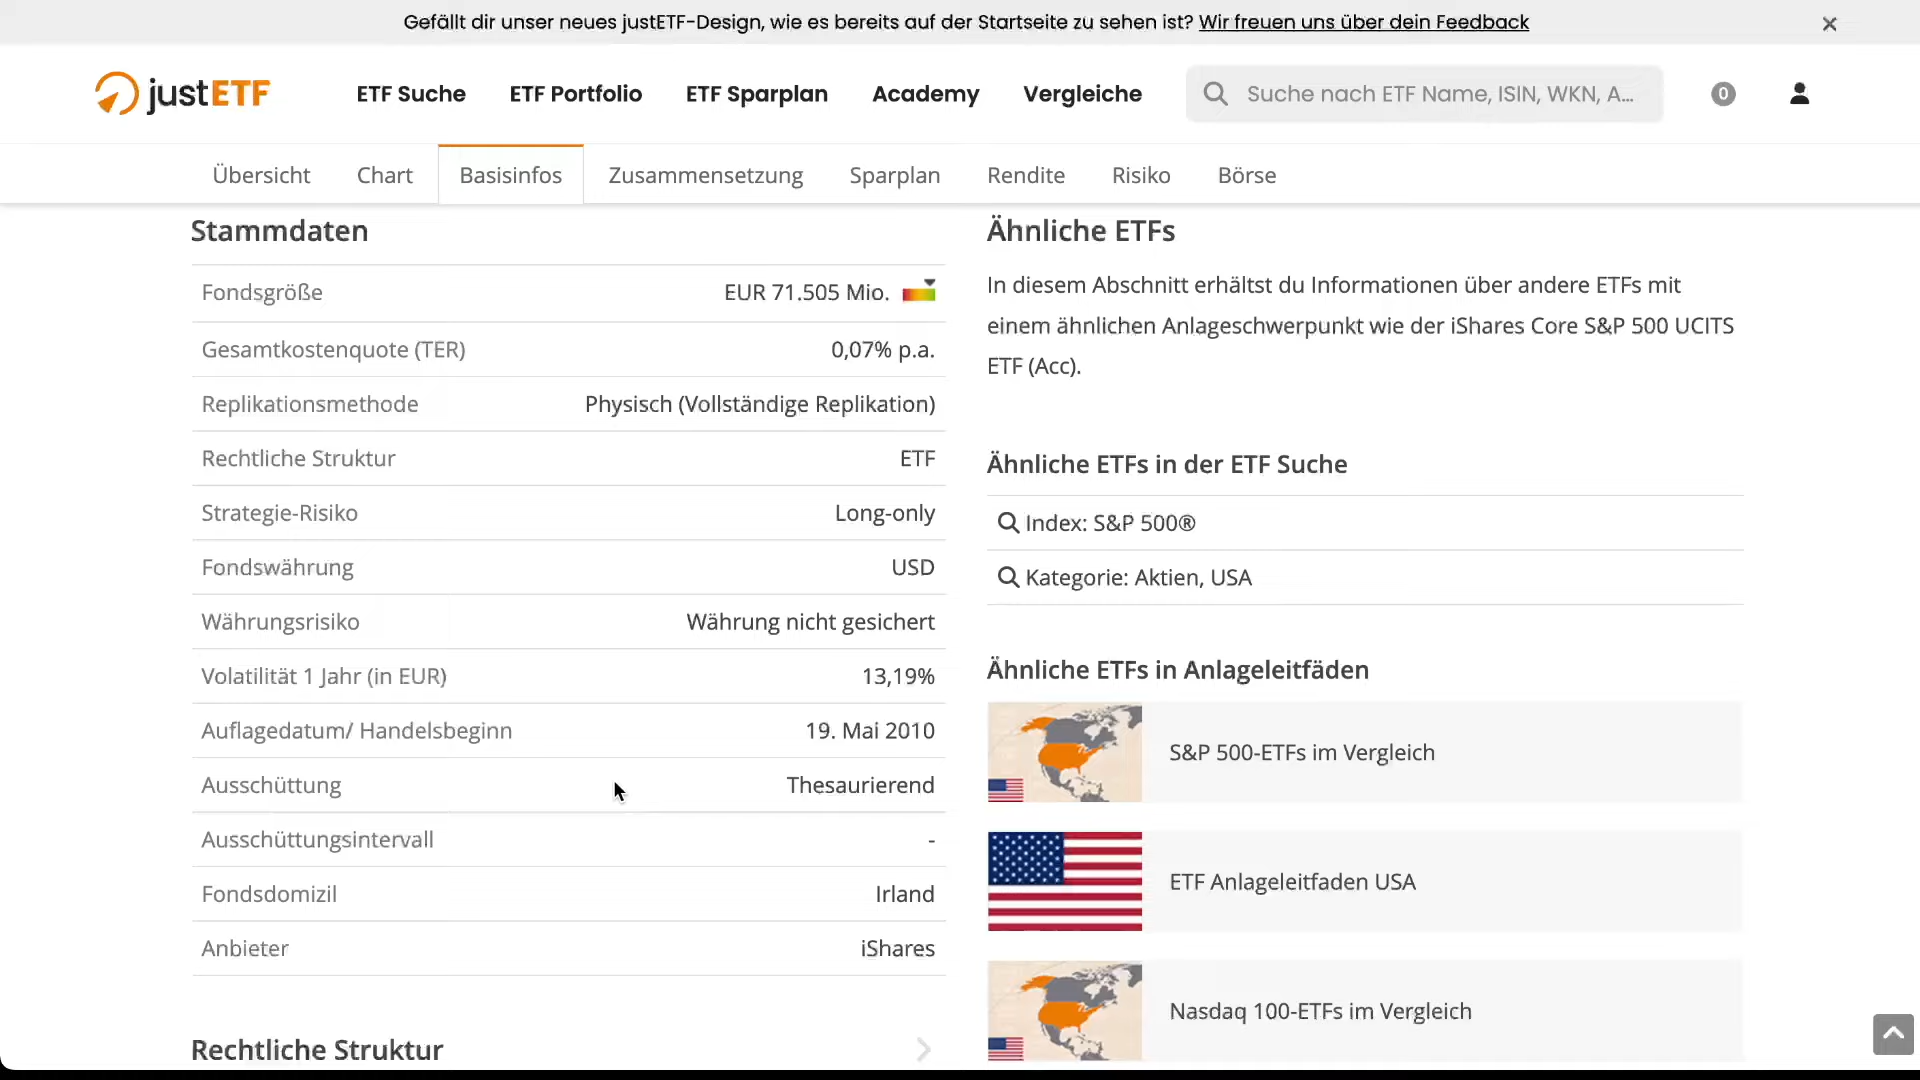 Gefällt dir unser neues justETF-Design, wie es bereits auf der Startseite zu sehen ist? Wir freuen uns über dein Feedback
justETF
ETF Suche
ETF Portfolio
ETF Sparplan
Academy
Vergleiche
Suche nach ETF Name, ISIN, WKN, A...
0
Übersicht
Chart
Basisinfos
Zusammensetzung
Sparplan
Rendite
Risiko
Börse
Stammdaten
Fondsgröße EUR 71.505 Mio.
Gesamtkostenquote (TER) 0,07% p.a.
Replikationsmethode Physisch (Vollständige Replikation)
Rechtliche Struktur ETF
Strategie-Risiko Long-only
Fondswährung USD
Währungsrisiko Währung nicht gesichert
Volatilität 1 Jahr (in EUR) 13,19%
Auflagedatum/ Handelsbeginn 19. Mai 2010
Ausschüttung Thesaurierend
Ausschüttungsintervall -
Fondsdomizil Irland
Anbieter iShares
Rechtliche Struktur
Ähnliche ETFs
In diesem Abschnitt erhältst du Informationen über andere ETFs mit
einem ähnlichen Anlageschwerpunkt wie der iShares Core S&P 500 UCITS
ETF (Acc).
Ähnliche ETFs in der ETF Suche
Index: S&P 500®
Kategorie: Aktien, USA
Ähnliche ETFs in Anlageleitfäden
S&P 500-ETFs im Vergleich
ETF Anlageleitfaden USA
Nasdaq 100-ETFs im Vergleich